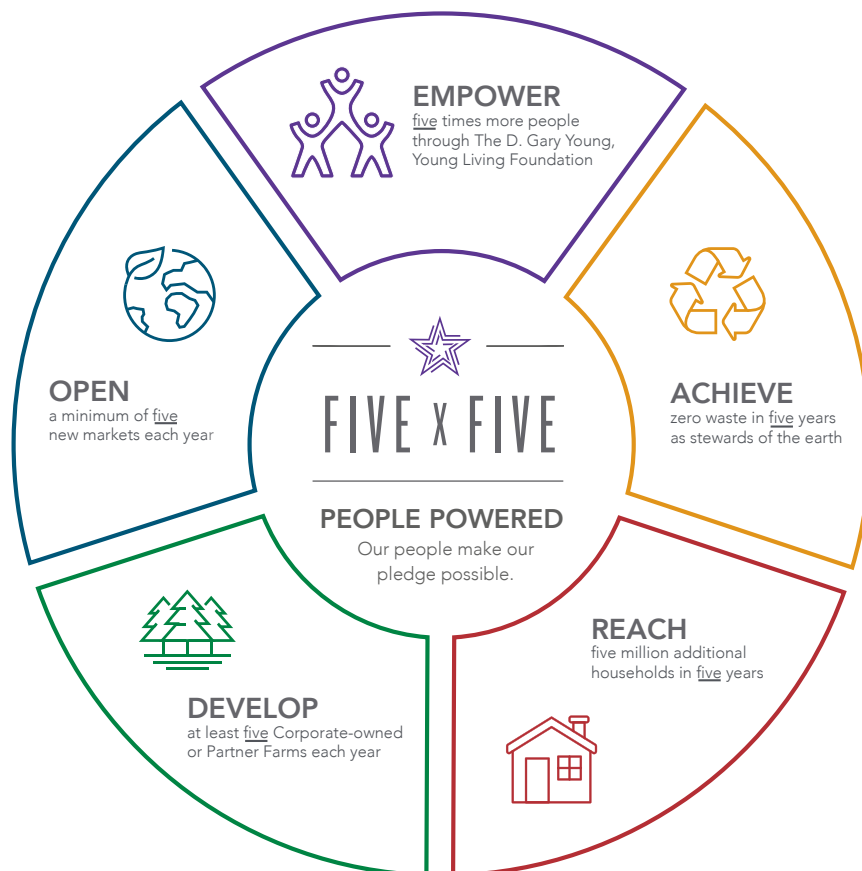 EMPOWER
five times more people
through The D. Gary Young,
Young Living Foundation
ACHIEVE
zero waste in five years
as stewards of the earth
REACH
five million additional
households in five years
DEVELOP
at least five Corporate-owned
or Partner Farms each year
OPEN
a minimum of five
new markets each year
FIVE X FIVE
PEOPLE POWERED
Our people make our
pledge possible.